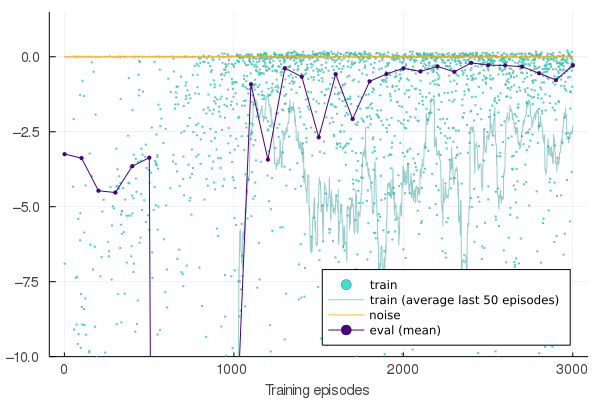 0.0
−2.5
−5.0
−7.5
−10.0
train
train (average last 50 episodes)
noise
eval (mean)
0 1000 2000 3000
Training episodes